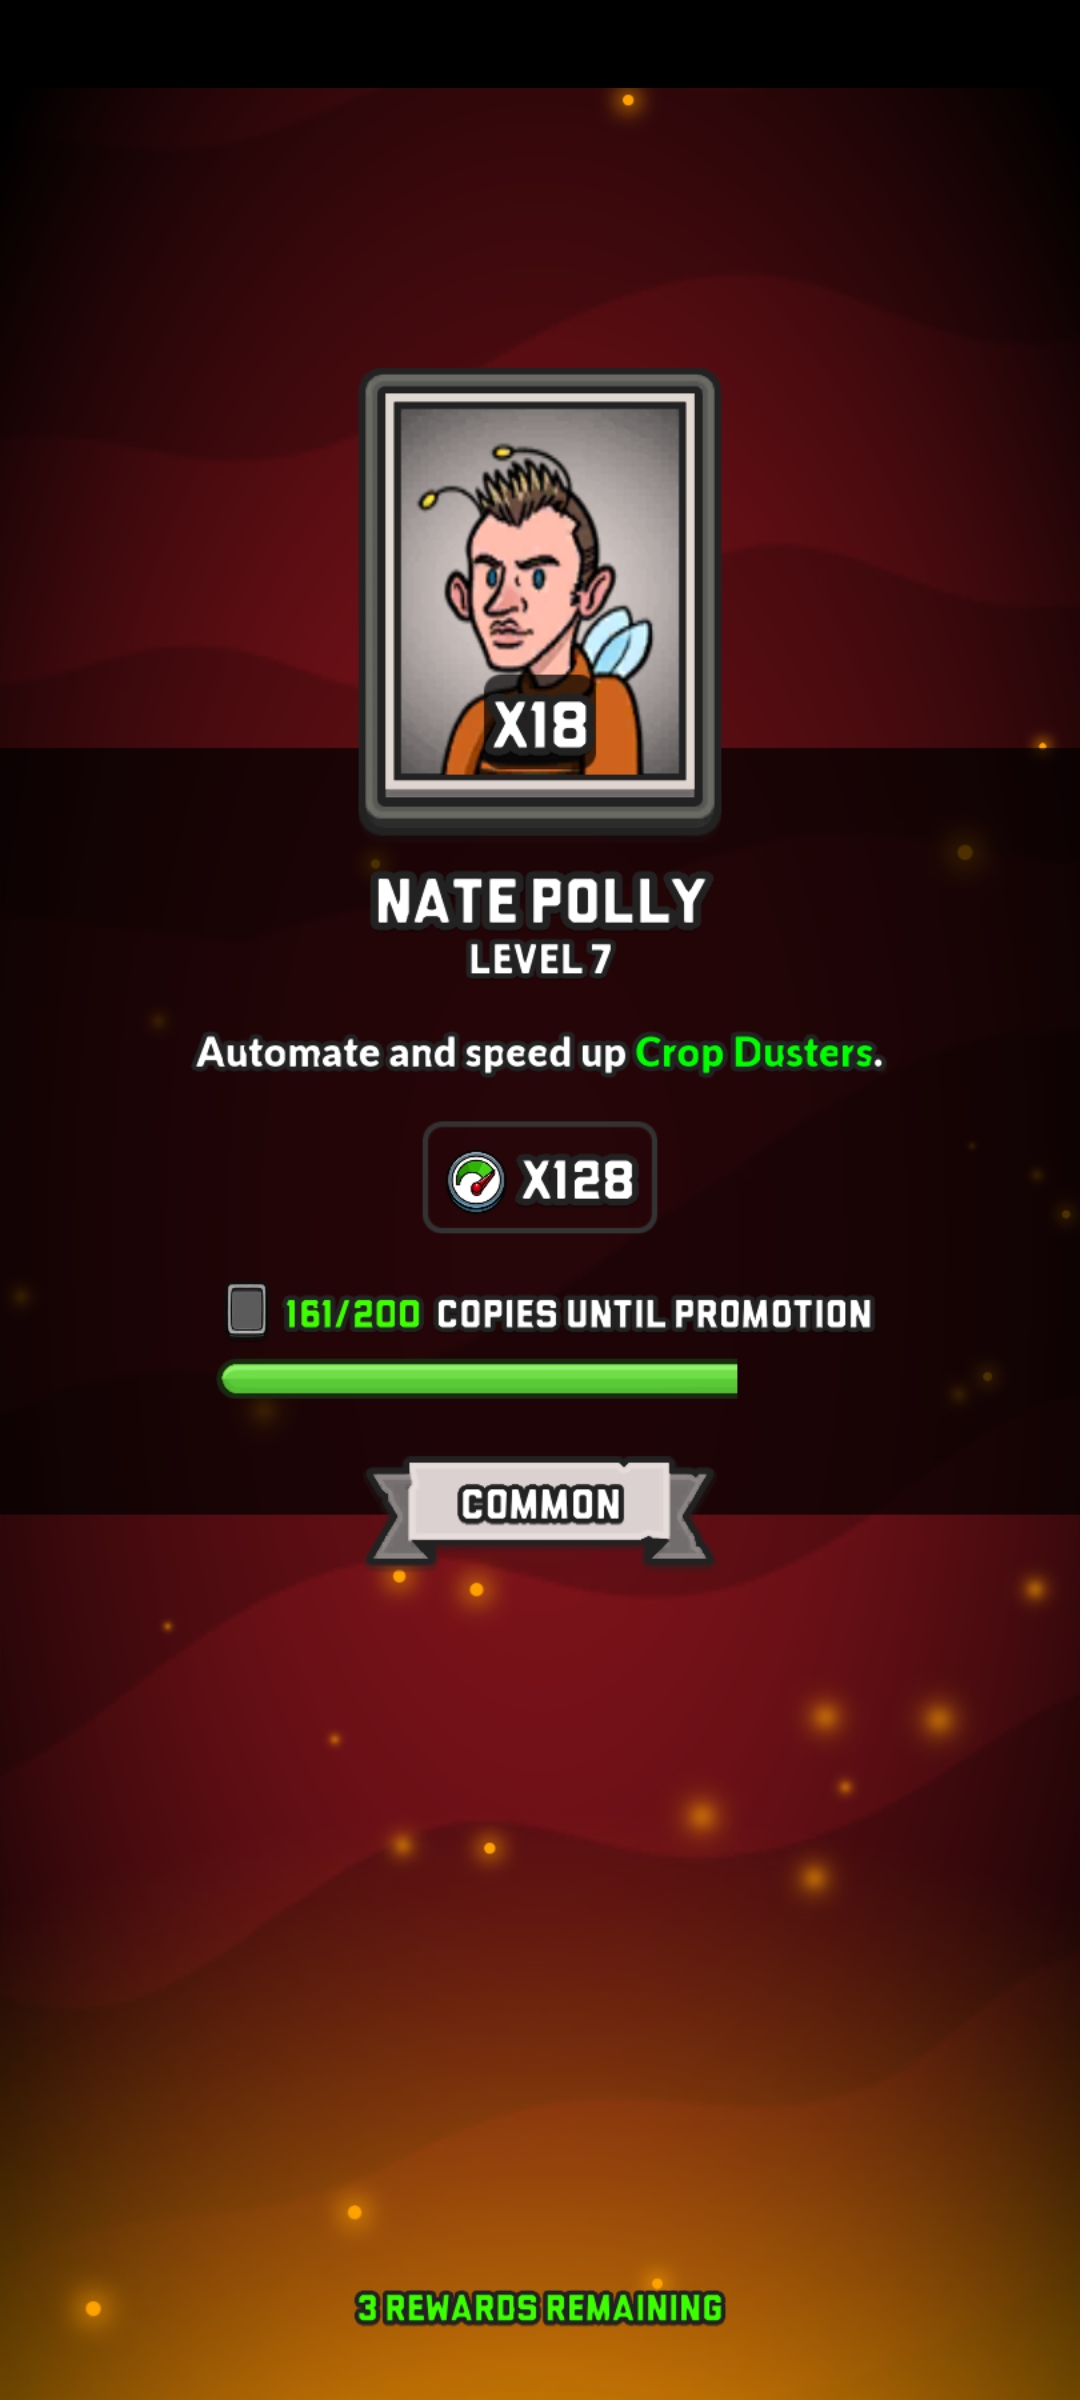 X18
NATE POLLY
LEVEL 7
Automate and speed up Crop Dusters.
X128
161/200 COPIES UNTIL PROMOTION
COMMON
3 REWARDS REMAINING